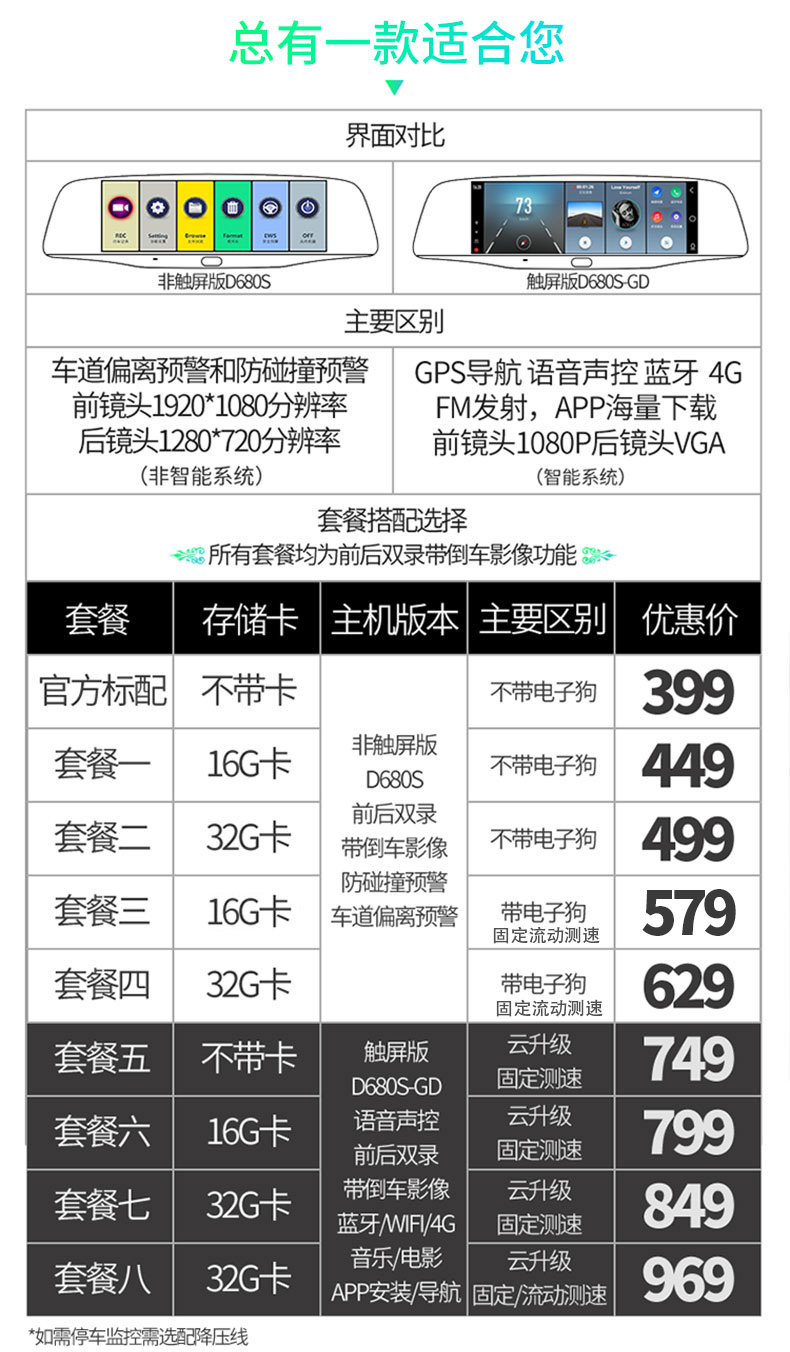 总有一款适合您
界面对比
REC
Setting
Browse
Format
EWS
OFF
73
Lose Yourself
非触屏版D680S
触屏版D680S-GD
主要区别
车道偏离预警和防碰撞预警
前镜头1920*1080分辨率
后镜头1280*720分辨率
（非智能系统）
GPS导航 语音声控 蓝牙 4G
FM发射，APP海量下载
前镜头1080P后镜头VGA
（智能系统）
套餐搭配选择
所有套餐均为前后双录带倒车影像功能
套餐 存储卡 主机版本 主要区别 优惠价
官方标配 不带卡 不带电子狗 399
套餐一 16G卡 不带电子狗 449
套餐二 32G卡 不带电子狗 499
套餐三 16G卡 带电子狗 579
固定流动测速
套餐四 32G卡 带电子狗 629
固定流动测速
非触屏版
D680S
前后双录
带倒车影像
防碰撞预警
车道偏离预警
套餐五 不带卡 云升级 749
固定测速
套餐六 16G卡 云升级 799
固定测速
套餐七 32G卡 云升级 849
固定测速
套餐八 32G卡 云升级 969
固定/流动测速
触屏版
D680S-GD
语音声控
前后双录
带倒车影像
蓝牙/WIFI/4G
音乐/电影
APP安装/导航
*如需停车监控需选配降压线